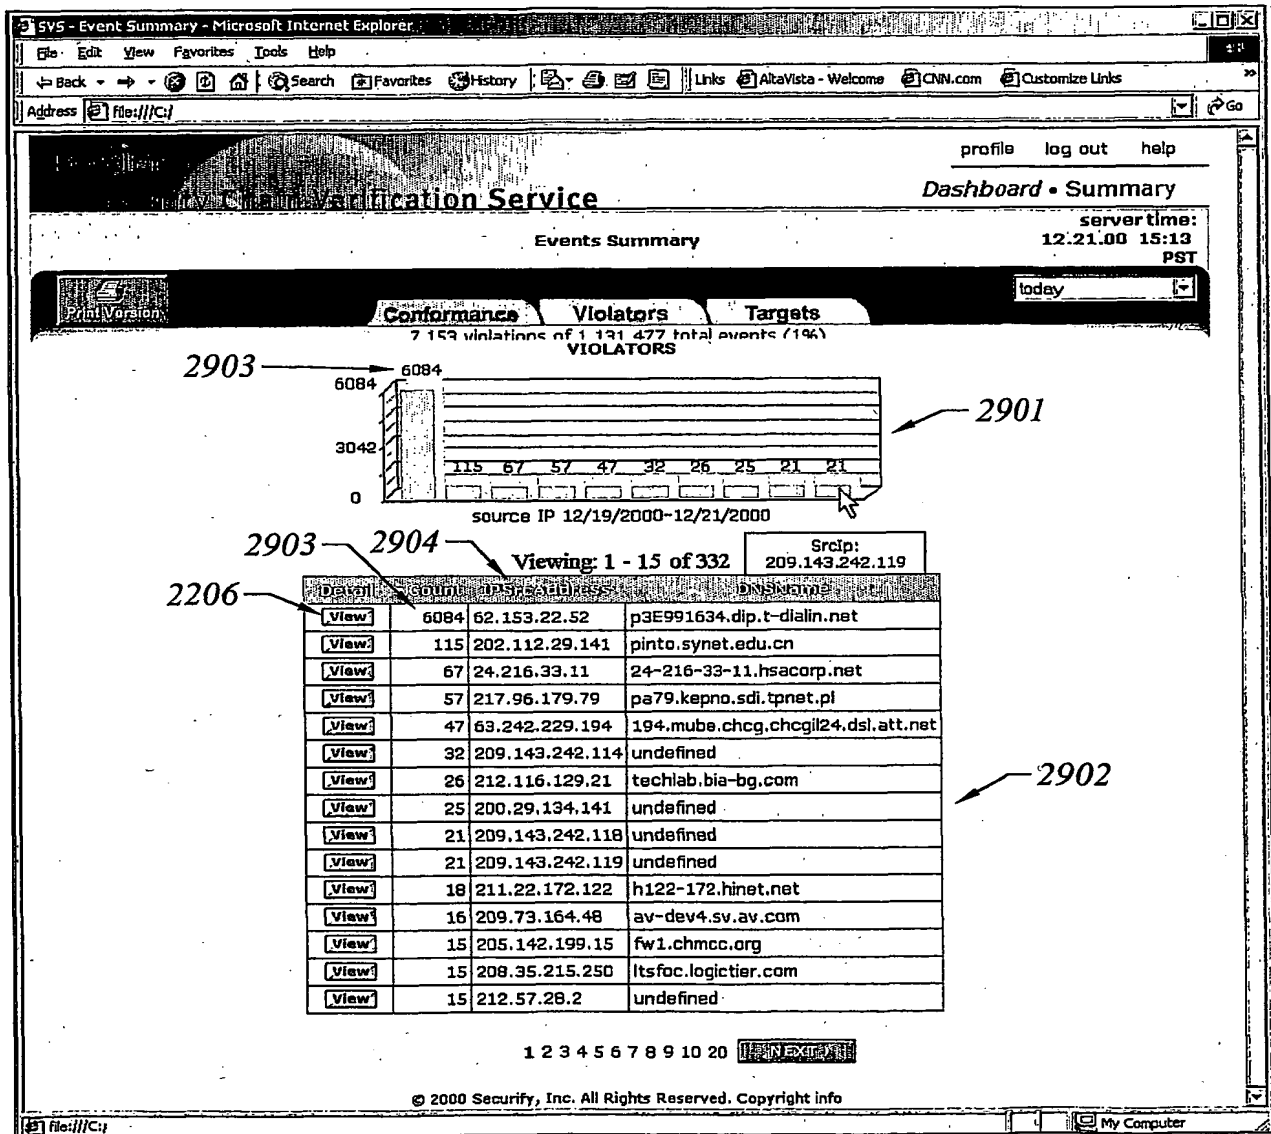 SVS - Event Summary - Microsoft Internet Explorer
File Edit View Favorites Tools Help
Back Search Favorites History Links AltaVista - Welcome CNN.com Customize Links
Address file:///C:/ Go
profile log out help
Verification Service
Dashboard • Summary
Events Summary
server time:
12.21.00 15:13
PST
Print Version
today
Conformance Violators Targets
7,153 violations of 1,131,477 total events (1%)
VIOLATORS
2903
6084
6084
2901
3042
115 67 57 47 32 26 25 21 21
0
source IP 12/19/2000-12/21/2000
2903 2904
Viewing: 1 - 15 of 332
SrcIp:
209.143.242.119
2206
Detail Count IPSrcAddress DNSName
View 6084 62.153.22.52 p3E991634.dip.t-dialin.net
View 115 202.112.29.141 pinto.synet.edu.cn
View 67 24.216.33.11 24-216-33-11.hsacorp.net
View 57 217.96.179.79 pa79.kepno.sdi.tpnet.pl
View 47 63.242.229.194 194.mube.chcg.chcgil24.dsl.att.net
View 32 209.143.242.114 undefined
View 26 212.116.129.21 techlab.bia-bg.com
2902
View 25 200.29.134.141 undefined
View 21 209.143.242.118 undefined
View 21 209.143.242.119 undefined
View 18 211.22.172.122 h122-172.hinet.net
View 16 209.73.164.48 av-dev4.sv.av.com
View 15 205.142.199.15 fw1.chmcc.org
View 15 208.35.215.250 ltsfoc.logictier.com
View 15 212.57.28.2 undefined
1 2 3 4 5 6 7 8 9 10 20 NEXT
© 2000 Securify, Inc. All Rights Reserved. Copyright info
file:///C:/ My Computer